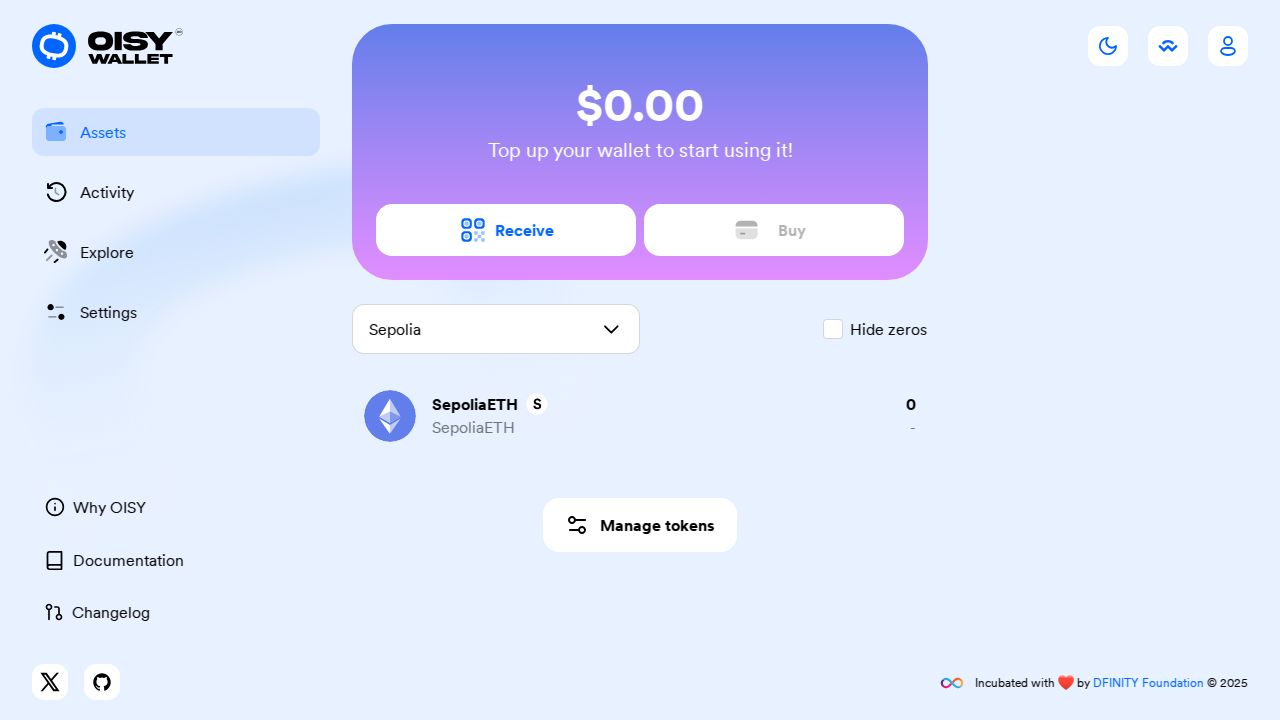 OISY
WALLET
Assets
Activity
Explore
Settings
Why OISY
Documentation
Changelog
$0.00
Top up your wallet to start using it!
Receive
Buy
Sepolia
Hide zeros
SepoliaETH S
0
SepoliaETH
-
Manage tokens
Incubated with ❤️ by DFINITY Foundation © 2025